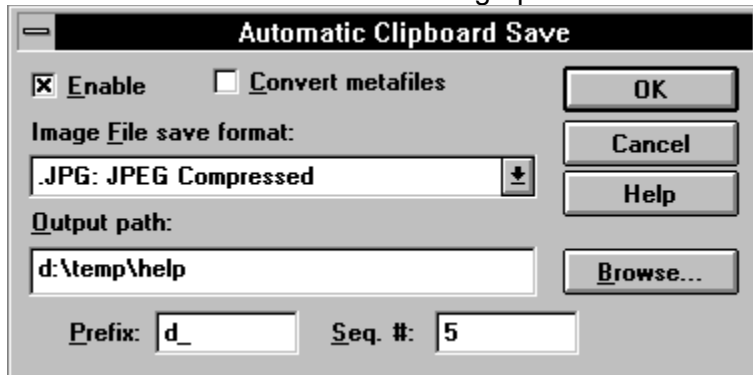 Automatic Clipboard Save
Enable
Convert metafiles
OK
Image File save format:
Cancel
.JPG: JPEG Compressed
Help
Output path:
d:\temp\help
Browse...
Prefix: d_
Seq. #: 5